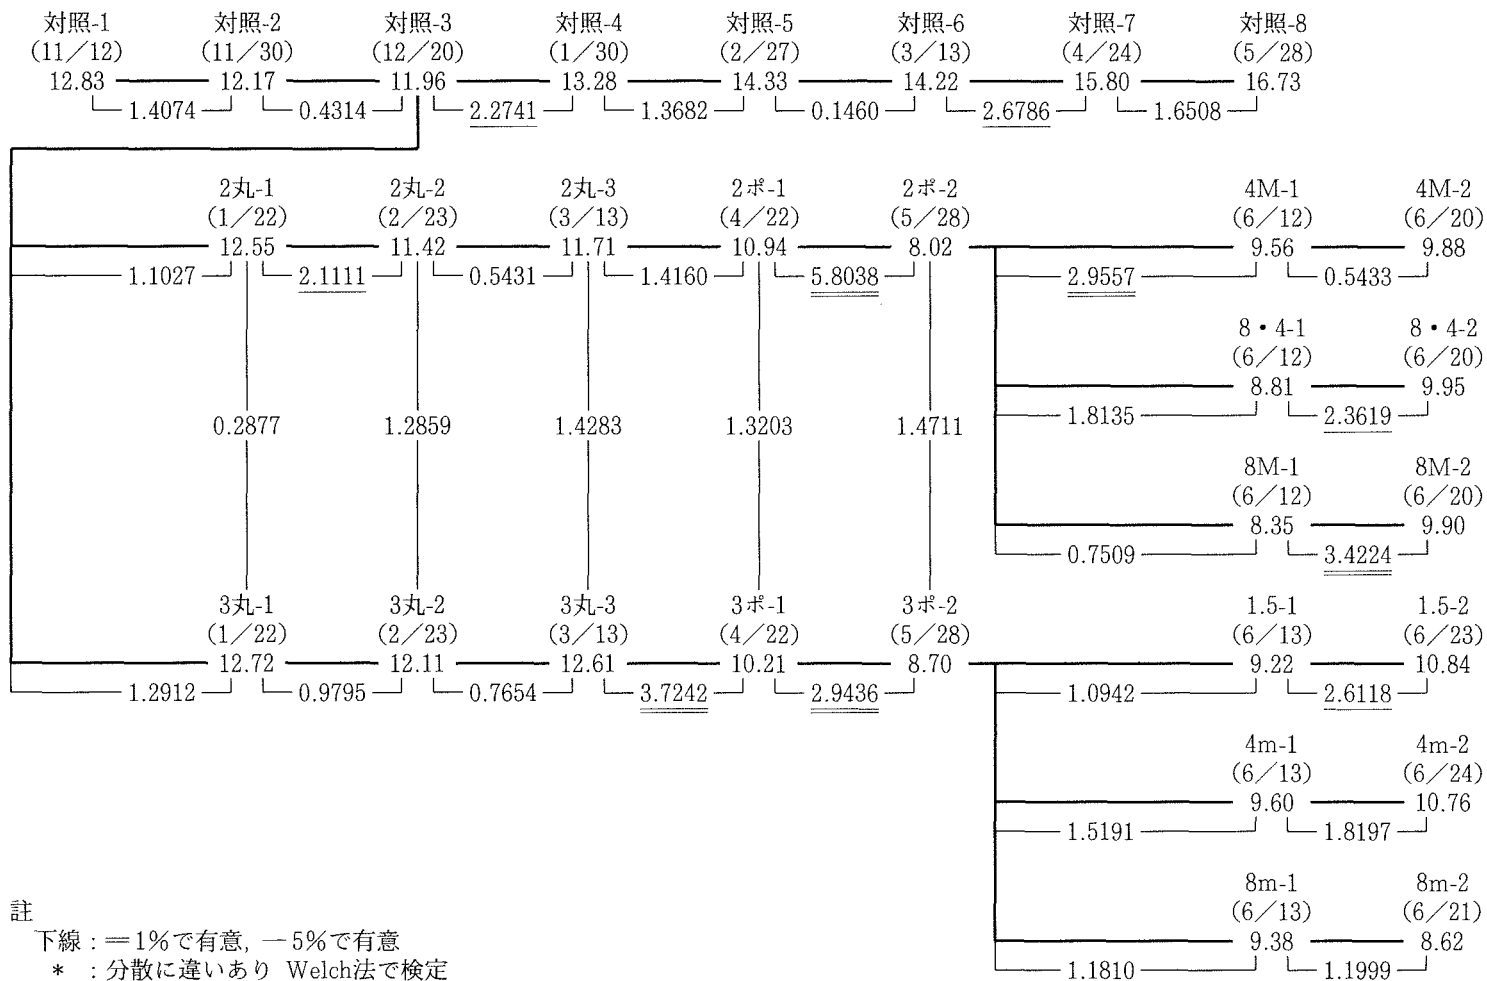 対照-1 対照-2 対照-3 対照-4 対照-5 対照-6 対照-7 対照-8
(11/12) (11/30) (12/20) (1/30) (2/27) (3/13) (4/24) (5/28)
12.83 12.17 11.96 13.28 14.33 14.22 15.80 16.73
1.4074 0.4314 2.2741 1.3682 0.1460 2.6786 1.6508
2丸-1 2丸-2 2丸-3 2ポ-1 2ポ-2 4M-1 4M-2
(1/22) (2/23) (3/13) (4/22) (5/28) (6/12) (6/20)
12.55 11.42 11.71 10.94 8.02 9.56 9.88
1.1027 2.1111 0.5431 1.4160 5.8038 2.9557 0.5433
8・4-1 8・4-2
(6/12) (6/20)
8.81 9.95
1.8135 2.3619
0.2877 1.2859 1.4283 1.3203 1.4711
8M-1 8M-2
(6/12) (6/20)
8.35 9.90
0.7509 3.4224
3丸-1 3丸-2 3丸-3 3ポ-1 3ポ-2 1.5-1 1.5-2
(1/22) (2/23) (3/13) (4/22) (5/28) (6/13) (6/23)
12.72 12.11 12.61 10.21 8.70 9.22 10.84
1.2912 0.9795 0.7654 3.7242 2.9436 1.0942 2.6118
4m-1 4m-2
(6/13) (6/24)
9.60 10.76
1.5191 1.8197
8m-1 8m-2
(6/13) (6/21)
9.38 8.62
1.1810 1.1999
註
下線:＝1%で有意, ―5%で有意
* :分散に違いあり Welch法で検定